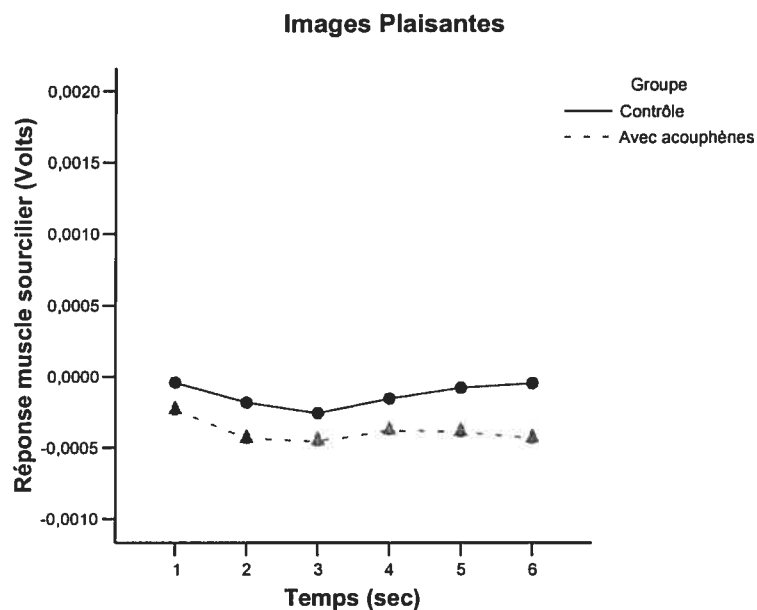 Images Plaisantes
Groupe
Contrôle
Avec acouphènes
Réponse muscle sourcilier (Volts)
0,0020
0,0015
0,0010
0,0005
0,0000
-0,0005
-0,0010
1 2 3 4 5 6
Temps (sec)